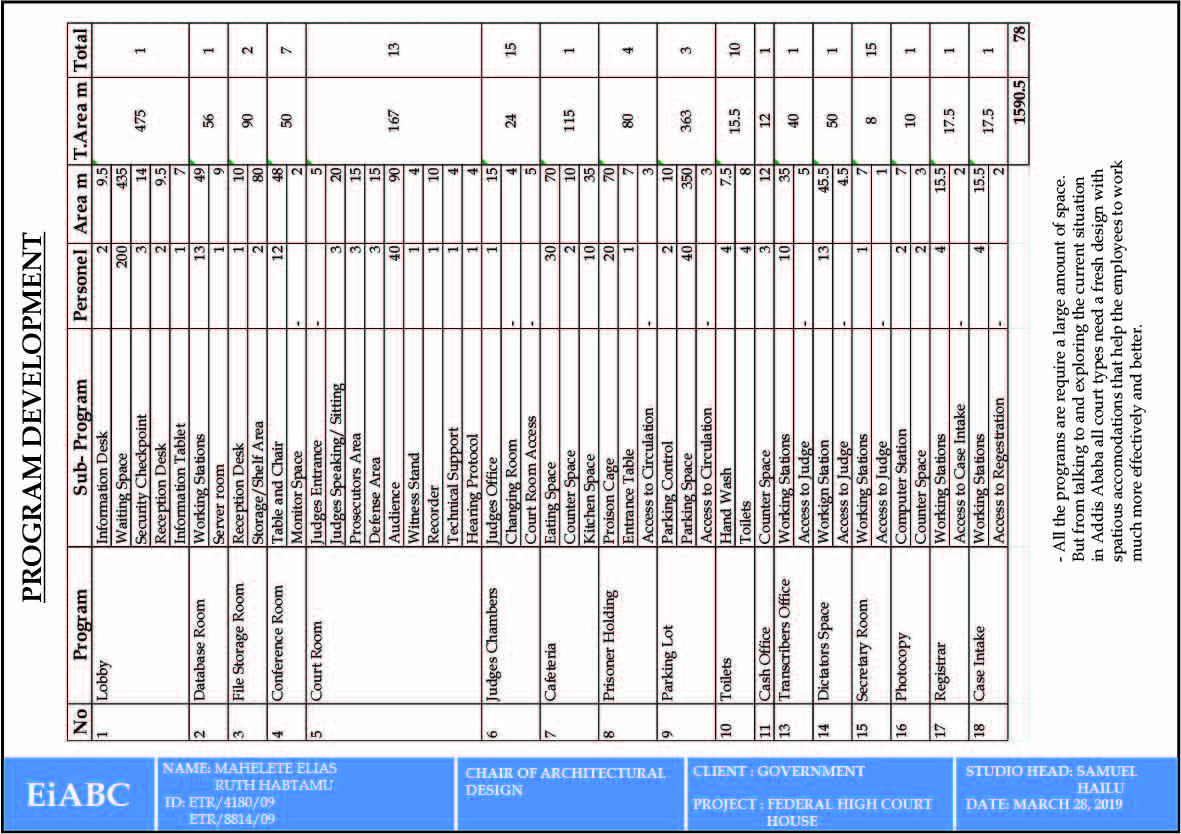 PROGRAM DEVELOPMENT
No Program Sub- Program Personel Area m T.Area m Total
1 Lobby Information Desk 2 9.5 475 1
Waiting Space 200 435
Security Checkpoint 3 14
Reception Desk 2 9.5
Information Tablet 1 7
2 Database Room Working Stations 13 49 56 1
Server room 1 9
3 File Storage Room Reception Desk 1 10 90 2
Storage/Shelf Area 2 80
4 Conference Room Table and Chair 12 48 50 7
Monitor Space - 2
5 Court Room Judges Entrance - 5 167 13
Judges Speaking/ Sitting 3 20
Prosecutors Area 3 15
Defense Area 3 15
Audience 40 90
Witness Stand 1 4
Recorder 1 10
Technical Support 1 4
Hearing Protocol 1 4
6 Judges Chambers Judges Office 1 15 24 15
Changing Room - 4
Court Room Access - 5
7 Cafeteria Eating Space 30 70 115 1
Counter Space 2 10
Kitchen Space 10 35
8 Prisoner Holding Proison Cage 20 70 80 4
Entrance Table 1 7
Access to Circulation - 3
9 Parking Lot Parking Control 2 10 363 3
Parking Space 40 350
Access to Circulation - 3
10 Toilets Hand Wash 4 7.5 15.5 10
Toilets 4 8
11 Cash Office Counter Space 3 12 12 1
13 Transcribers Office Working Stations 10 35 40 1
Access to Judge - 5
14 Dictators Space Workign Station 13 45.5 50 1
Access to Judge - 4.5
15 Secretary Room Working Stations 1 7 8 15
Access to Judge - 1
16 Photocopy Computer Station 2 7 10 1
Counter Space 2 3
17 Registrar Working Stations 4 15.5 17.5 1
Access to Case Intake - 2
18 Case Intake Working Stations 4 15.5 17.5 1
Access to Regestration - 2
1590.5 78
- All the programs are require a large amount of space.
But from talking to and exploring the current situation
in Addis Ababa all court types need a fresh design with
spatious accomodations that help the employees to work
much more effectively and better.
EiABC
NAME: MAHELETE ELIAS
RUTH HABTAMU
ID: ETR/4180/09
ETR/8814/09
CHAIR OF ARCHITECTURAL
DESIGN
CLIENT : GOVERNMENT
PROJECT : FEDERAL HIGH COURT
HOUSE
STUDIO HEAD: SAMUEL
HAILU
DATE: MARCH 28, 2019